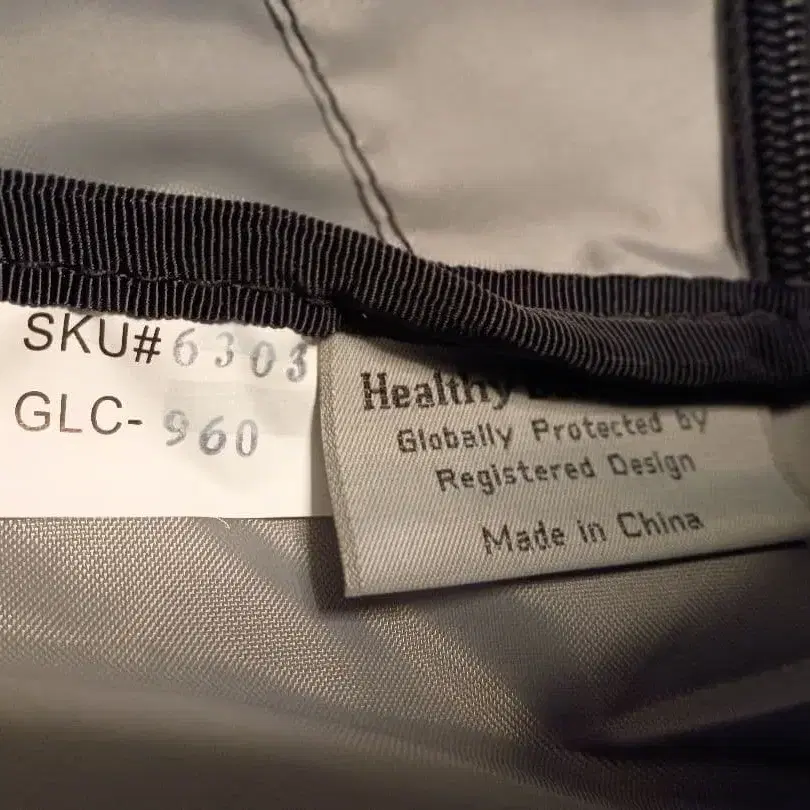 SKU#6303
GLC-960
Healthy
Globally Protected by
Registered Design
Made in China